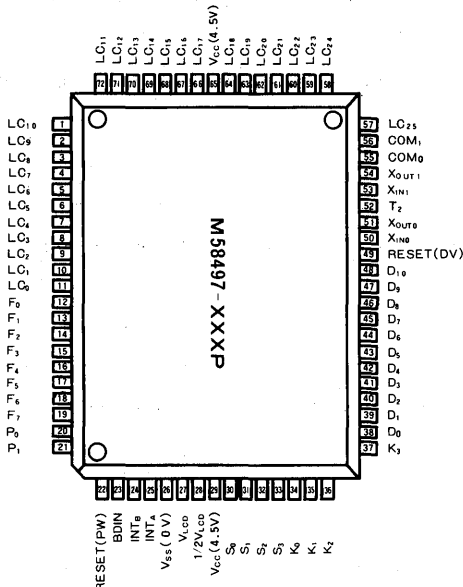 LC₁₁ LC₁₂ LC₁₃ LC₁₄ LC₁₅ LC₁₆ LC₁₇ Vcc(4.5V) LC₁₈ LC₁₉ LC₂₀ LC₂₁ LC₂₂ LC₂₃ LC₂₄
72 71 70 69 68 67 66 65 64 63 62 61 60 59 58
LC₁₀ 1
LC₉ 2
LC₈ 3
LC₇ 4
LC₆ 5
LC₅ 6
LC₄ 7
LC₃ 8
LC₂ 9
LC₁ 10
LC₀ 11
F₀ 12
F₁ 13
F₂ 14
F₃ 15
F₄ 16
F₅ 17
F₆ 18
F₇ 19
P₀ 20
P₁ 21
M58497-XXXP
57 LC₂₅
56 COM₁
55 COM₀
54 XOUT1
53 XIN1
52 T₂
51 XOUT0
50 XIN0
49 RESET(DV)
48 D₁₀
47 D₉
46 D₈
45 D₇
44 D₆
43 D₅
42 D₄
41 D₃
40 D₂
39 D₁
38 D₀
37 K₃
22 23 24 25 26 27 28 29 30 31 32 33 34 35 36
RESET(PW) BDIN INTB INTA Vss(0V) VLCD 1/2VLCD Vcc(4.5V) S₀ S₁ S₂ S₃ K₀ K₁ K₂